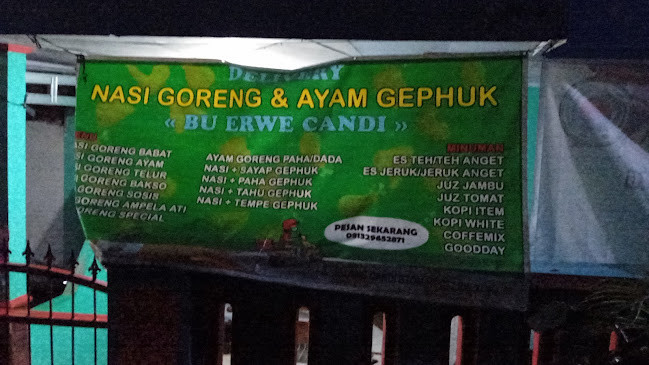 DELIVERY
NASI GORENG & AYAM GEPHUK
« BU ERWE CANDI »
NASI GORENG BABAT
NASI GORENG AYAM
GORENG TELUR
GORENG BAKSO
GORENG SOSIS
GORENG AMPELA ATI
GORENG SPECIAL
AYAM GORENG PAHA/DADA
NASI + SAYAP GEPHUK
NASI + PAHA GEPHUK
NASI + TAHU GEPHUK
NASI + TEMPE GEPHUK
MINUMAN
ES TEH/TEH ANGET
ES JERUK/JERUK ANGET
JUZ JAMBU
JUZ TOMAT
KOPI ITEM
KOPI WHITE
COFFEMIX
GOODDAY
PESAN SEKARANG
081329652871